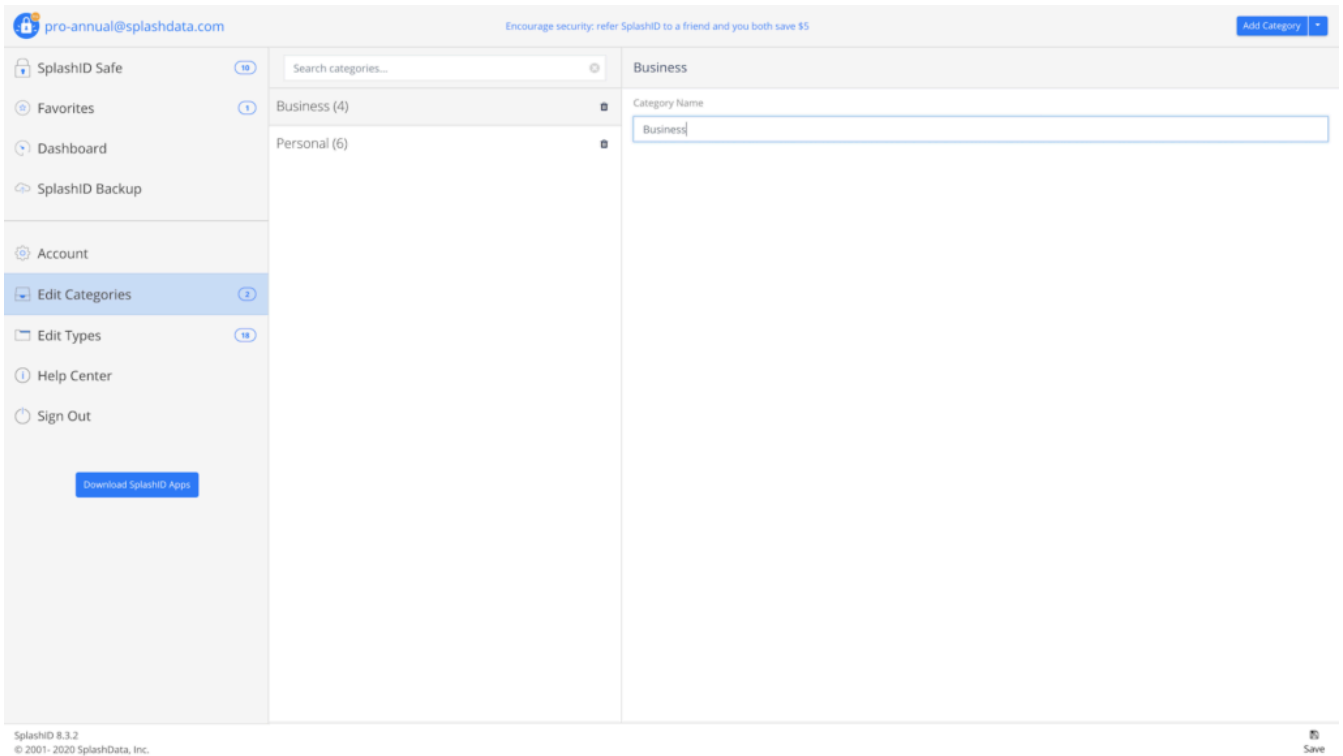 pro-annual@splashdata.com
Encourage security: refer SplashID to a friend and you both save $5
Add Category
SplashID Safe 10
Favorites 1
Dashboard
SplashID Backup
Account
Edit Categories 2
Edit Types 18
Help Center
Sign Out
Download SplashID Apps
Search categories...
Business (4)
Personal (6)
Business
Category Name
Business
SplashID 8.3.2
© 2001- 2020 SplashData, Inc.
Save